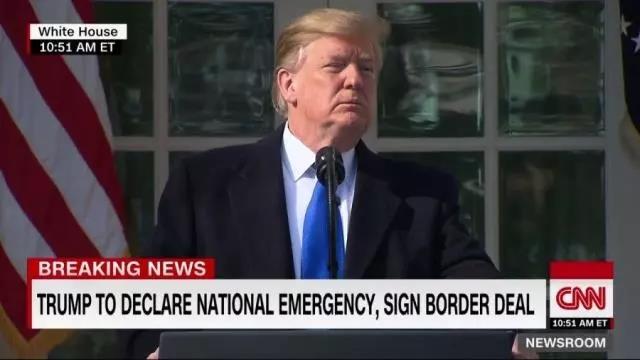 White House
10:51 AM ET
BREAKING NEWS
TRUMP TO DECLARE NATIONAL EMERGENCY, SIGN BORDER DEAL
CNN
10:51 AM ET
NEWSROOM